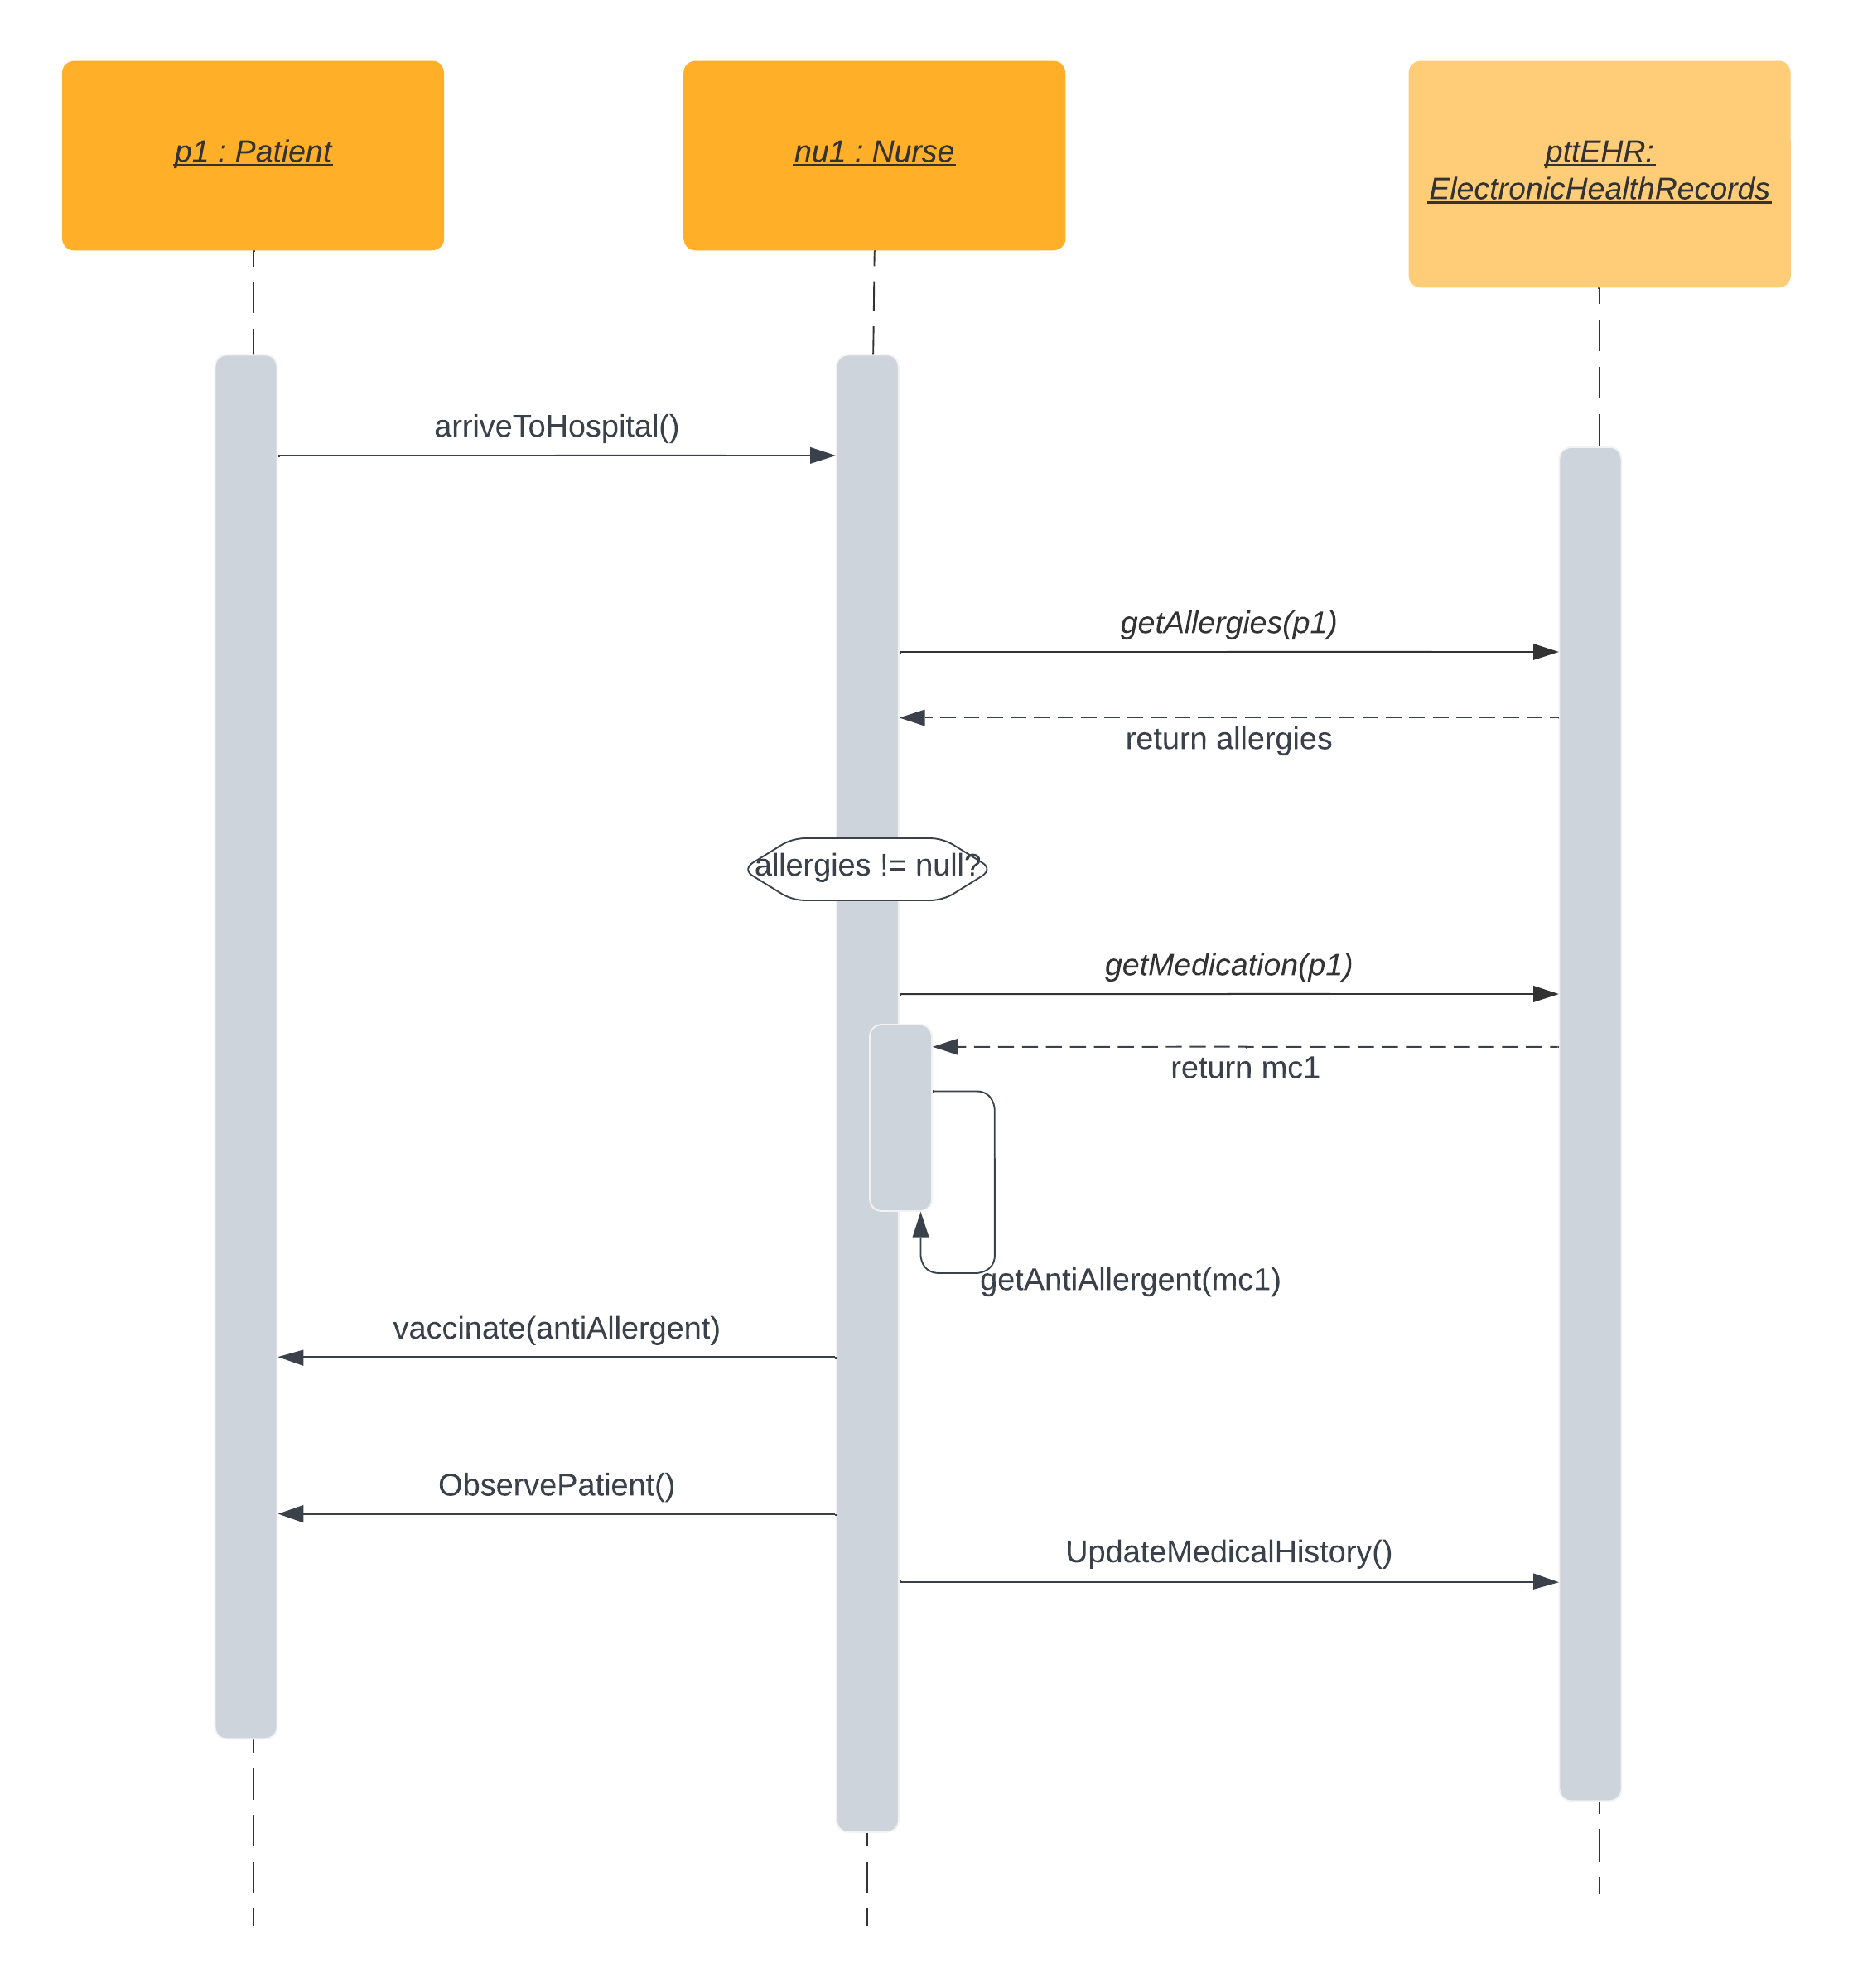 p1 : Patient
nu1 : Nurse
pttEHR:
ElectronicHealthRecords
arriveToHospital()
getAllergies(p1)
return allergies
allergies != null?
getMedication(p1)
return mc1
getAntiAllergent(mc1)
vaccinate(antiAllergent)
ObservePatient()
UpdateMedicalHistory()